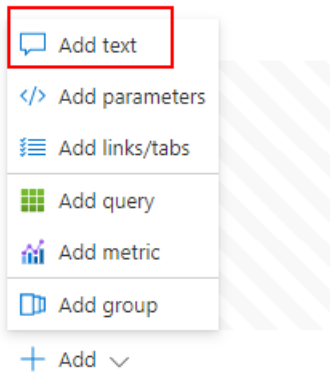 Add text
Add parameters
Add links/tabs
Add query
Add metric
Add group
Add